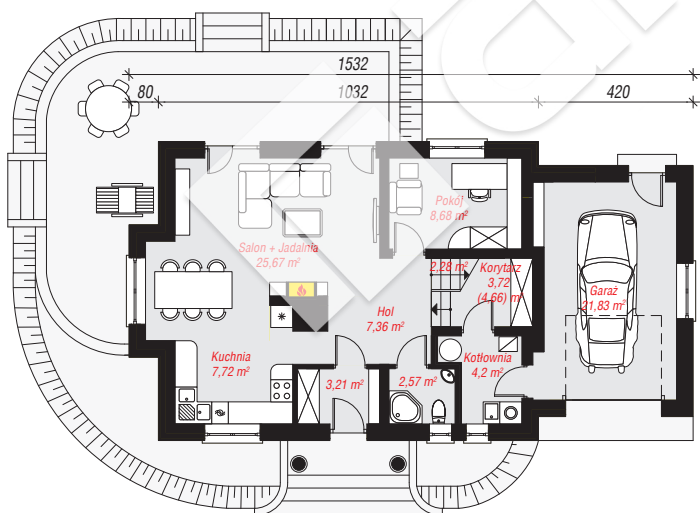 1532
80
1032
420
Pokój
8,68 m²
Salon + Jadalnia
25,67 m²
2,28 m²
Korytarz
3,72
(4,66) m²
Garaż
21,83 m²
Hol
7,36 m²
Kuchnia
7,72 m²
Kotłownia
4,2 m²
3,21 m²
2,57 m²